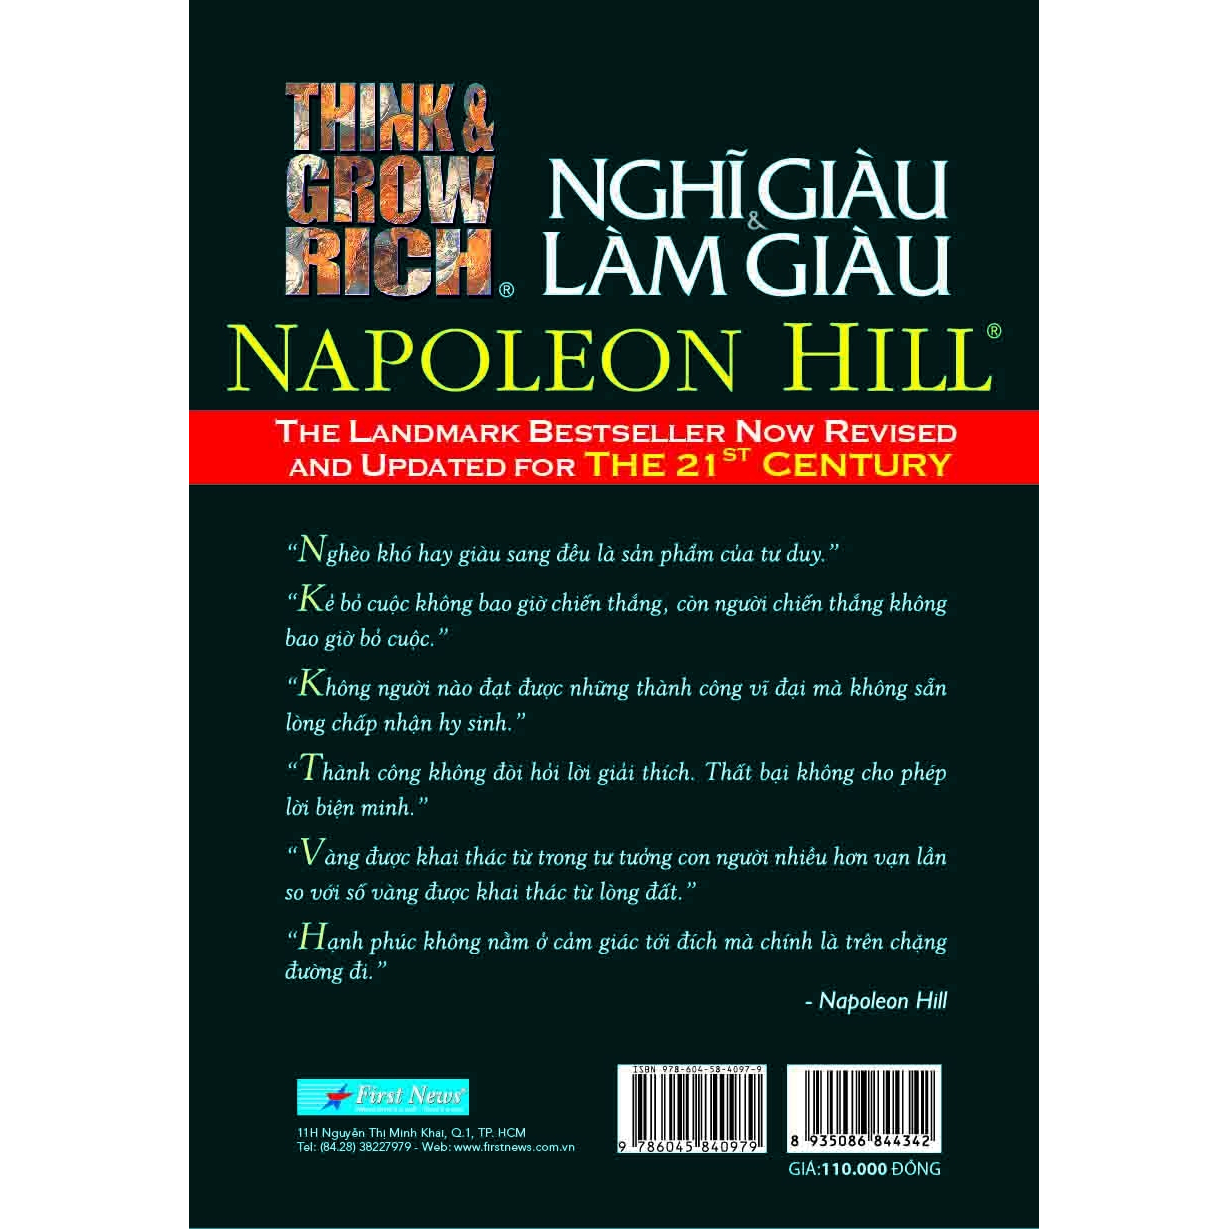 THINK &
GROW
RICH®
NGHĨ GIÀU
&
LÀM GIÀU
NAPOLEON HILL®
THE LANDMARK BESTSELLER NOW REVISED
AND UPDATED FOR THE 21ST CENTURY
“Nghèo khó hay giàu sang đều là sản phẩm của tư duy.”
“Kẻ bỏ cuộc không bao giờ chiến thắng, còn người chiến thắng không
bao giờ bỏ cuộc.”
“Không người nào đạt được những thành công vĩ đại mà không sẵn
lòng chấp nhận hy sinh.”
“Thành công không đòi hỏi lời giải thích. Thất bại không cho phép
lời biện minh.”
“Vàng được khai thác từ trong tư tưởng con người nhiều hơn vạn lần
so với số vàng được khai thác từ lòng đất.”
“Hạnh phúc không nằm ở cảm giác tới đích mà chính là trên chặng
đường đi.”
- Napoleon Hill
First News
11H Nguyễn Thị Minh Khai, Q.1, TP. HCM
Tel: (84.28) 38227979 - Web: www.firstnews.com.vn
ISBN 978-604-58-4097-9
9 786045 840979
8 935086 844342
GIÁ:110.000 ĐỒNG